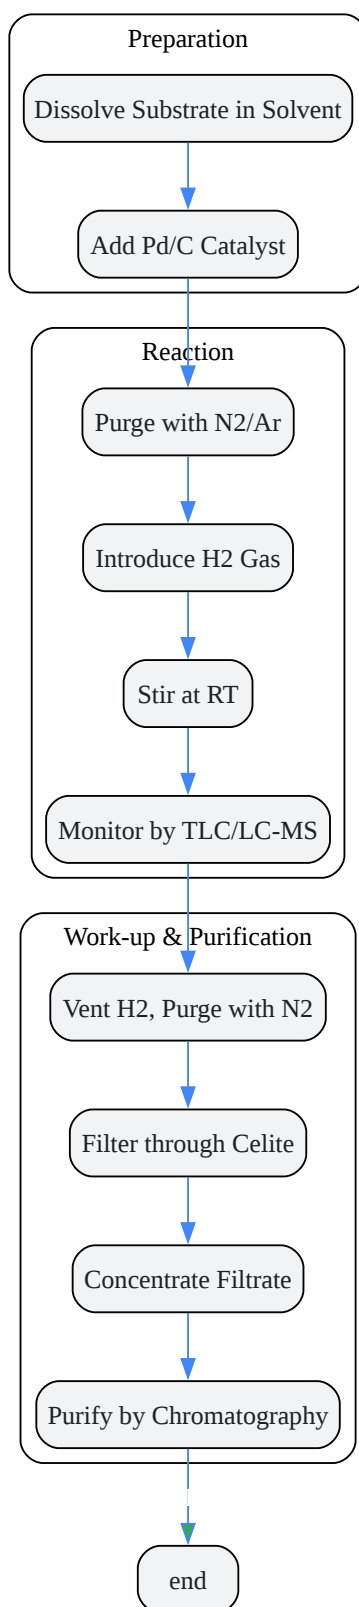 Preparation
Dissolve Substrate in Solvent
Add Pd/C Catalyst
Reaction
Purge with N2/Ar
Introduce H2 Gas
Stir at RT
Monitor by TLC/LC-MS
Work-up & Purification
Vent H2, Purge with N2
Filter through Celite
Concentrate Filtrate
Purify by Chromatography
end